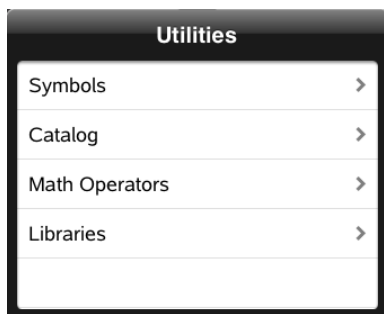 Utilities
Symbols
Catalog
Math Operators
Libraries